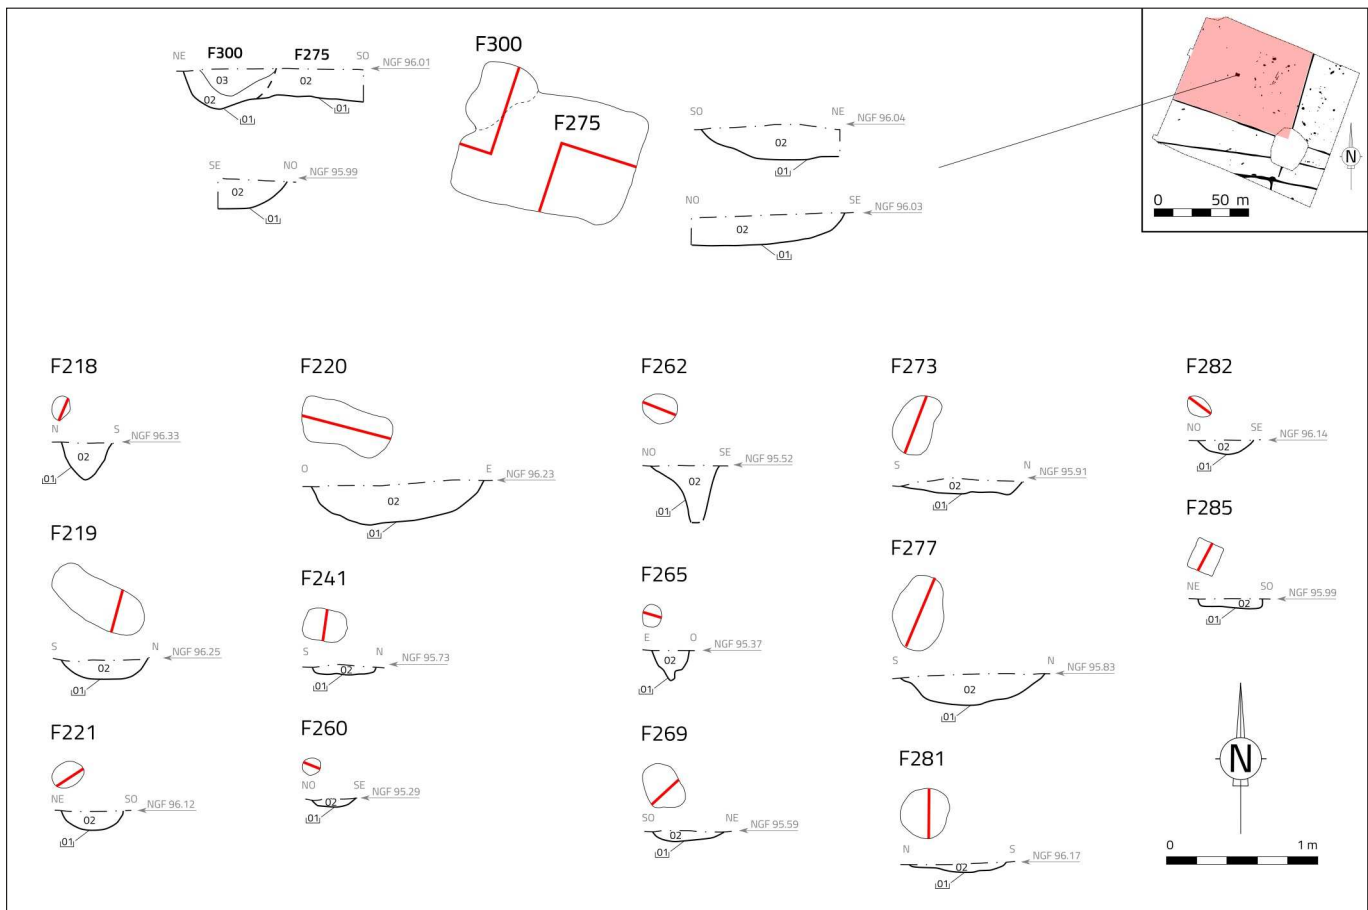 NE F300 F275 SO
NGF 96.01
03
02
02
01
01
SE NO
NGF 95.99
02
01
F300
F275
SO NE
NGF 96.04
02
01
NO SE
NGF 96.03
02
01
N
0 50 m
F218
N S
NGF 96.33
02
01
F220
O E
NGF 96.23
02
01
F262
NO SE
NGF 95.52
02
01
F273
S N
NGF 95.91
02
01
F282
NO SE
NGF 96.14
02
01
F219
S N
NGF 96.25
02
01
F241
S N
NGF 95.73
02
01
F265
E O
NGF 95.37
02
01
F277
S N
NGF 95.83
02
01
F285
NE SO
NGF 95.99
02
01
F221
NE SO
NGF 96.12
02
01
F260
NO SE
NGF 95.29
02
01
F269
SO NE
NGF 95.59
02
01
F281
N S
NGF 96.17
02
01
N
0 1 m